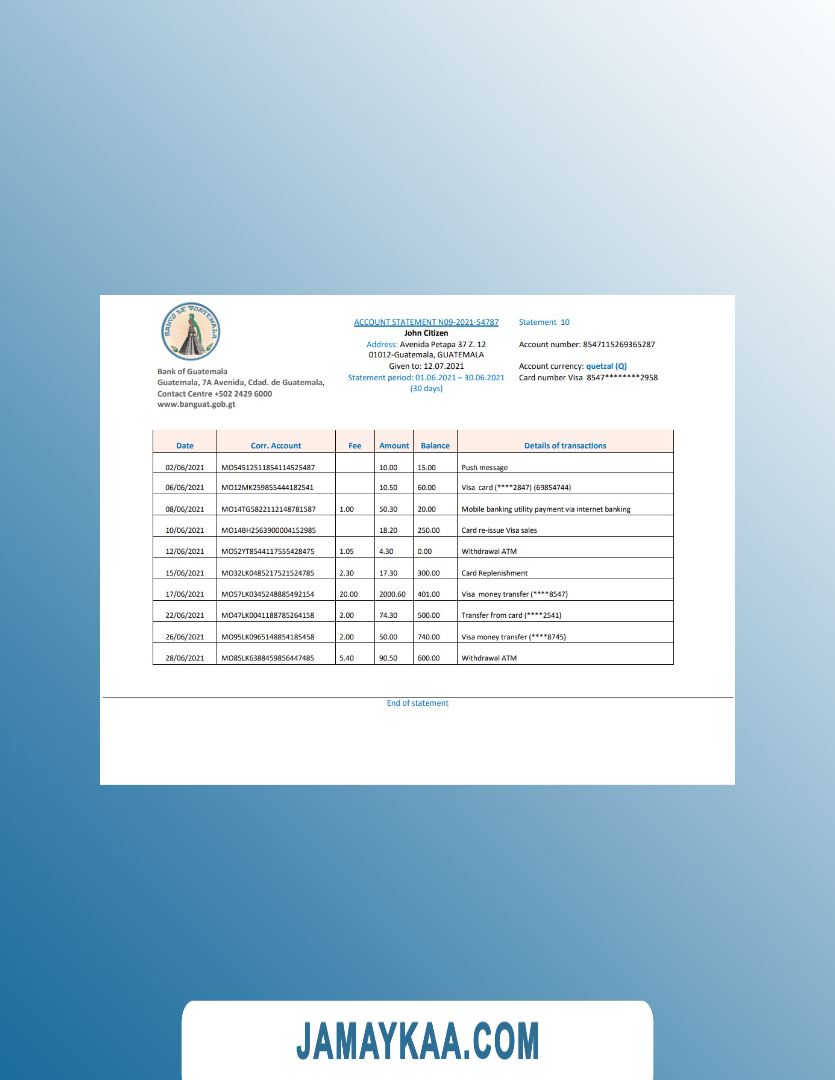 BANCO DE GUATEMALA
Bank of Guatemala
Guatemala, 7A Avenida, Cdad. de Guatemala,
Contact Centre +502 2429 6000
www.banguat.gob.gt
ACCOUNT STATEMENT N09-2021-54787
John Citizen
Address: Avenida Petapa 37 Z. 12
01012-Guatemala, GUATEMALA
Given to: 12.07.2021
Statement period: 01.06.2021 – 30.06.2021
(30 days)
Statement 10
Account number: 8547115269365287
Account currency: quetzal (Q)
Card number Visa 8547********2958
Date Corr. Account Fee Amount Balance Details of transactions
02/06/2021 MO54512511854114525487 10.00 15.00 Push message
06/06/2021 MO12MK259855444182541 10.50 60.00 Visa card (****2847) (69854744)
08/06/2021 MO14TG5822112148781587 1.00 50.30 20.00 Mobile banking utility payment via internet banking
10/06/2021 MO14BH2563900004152985 18.20 250.00 Card re-issue Visa sales
12/06/2021 MO52YT8544117555428475 1.05 4.30 0.00 Withdrawal ATM
15/06/2021 MO32LK0485217521524785 2.30 17.30 300.00 Card Replenishment
17/06/2021 MO57LK0345248885492154 20.00 2000.60 401.00 Visa money transfer (****8547)
22/06/2021 MO47LK0041188785264158 2.00 74.30 500.00 Transfer from card (****2541)
26/06/2021 MO95LK0965148854185458 2.00 50.00 740.00 Visa money transfer (****8745)
28/06/2021 MO85LK6388459856447485 5.40 90.50 600.00 Withdrawal ATM
End of statement
JAMAYKAA.COM